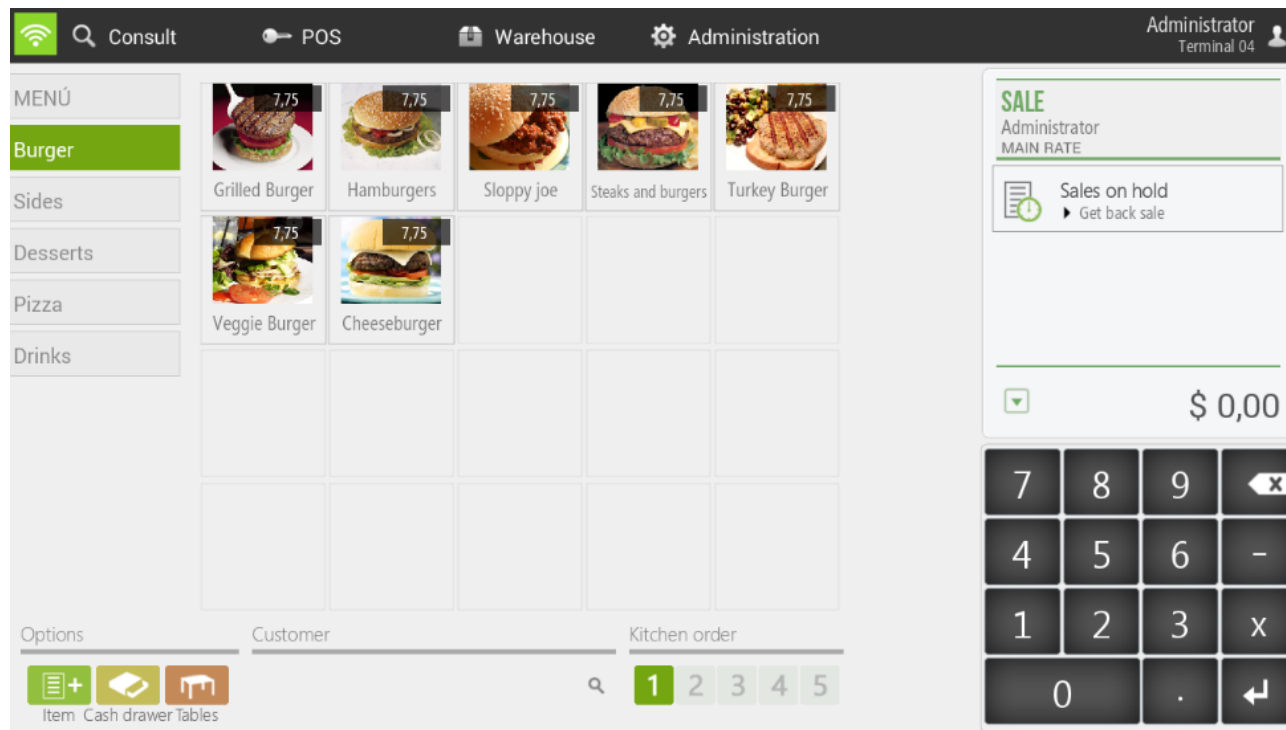 Consult POS Warehouse Administration Administrator
Terminal 04
MENÚ
Burger
Sides
Desserts
Pizza
Drinks
7,75 7,75 7,75 7,75 7,75
Grilled Burger Hamburgers Sloppy joe Steaks and burgers Turkey Burger
7,75 7,75
Veggie Burger Cheeseburger
SALE
Administrator
MAIN RATE
Sales on hold
Get back sale
$ 0,00
7 8 9 x
4 5 6 -
1 2 3 x
0 .
Options Customer Kitchen order
1 2 3 4 5
Item Cash drawer Tables